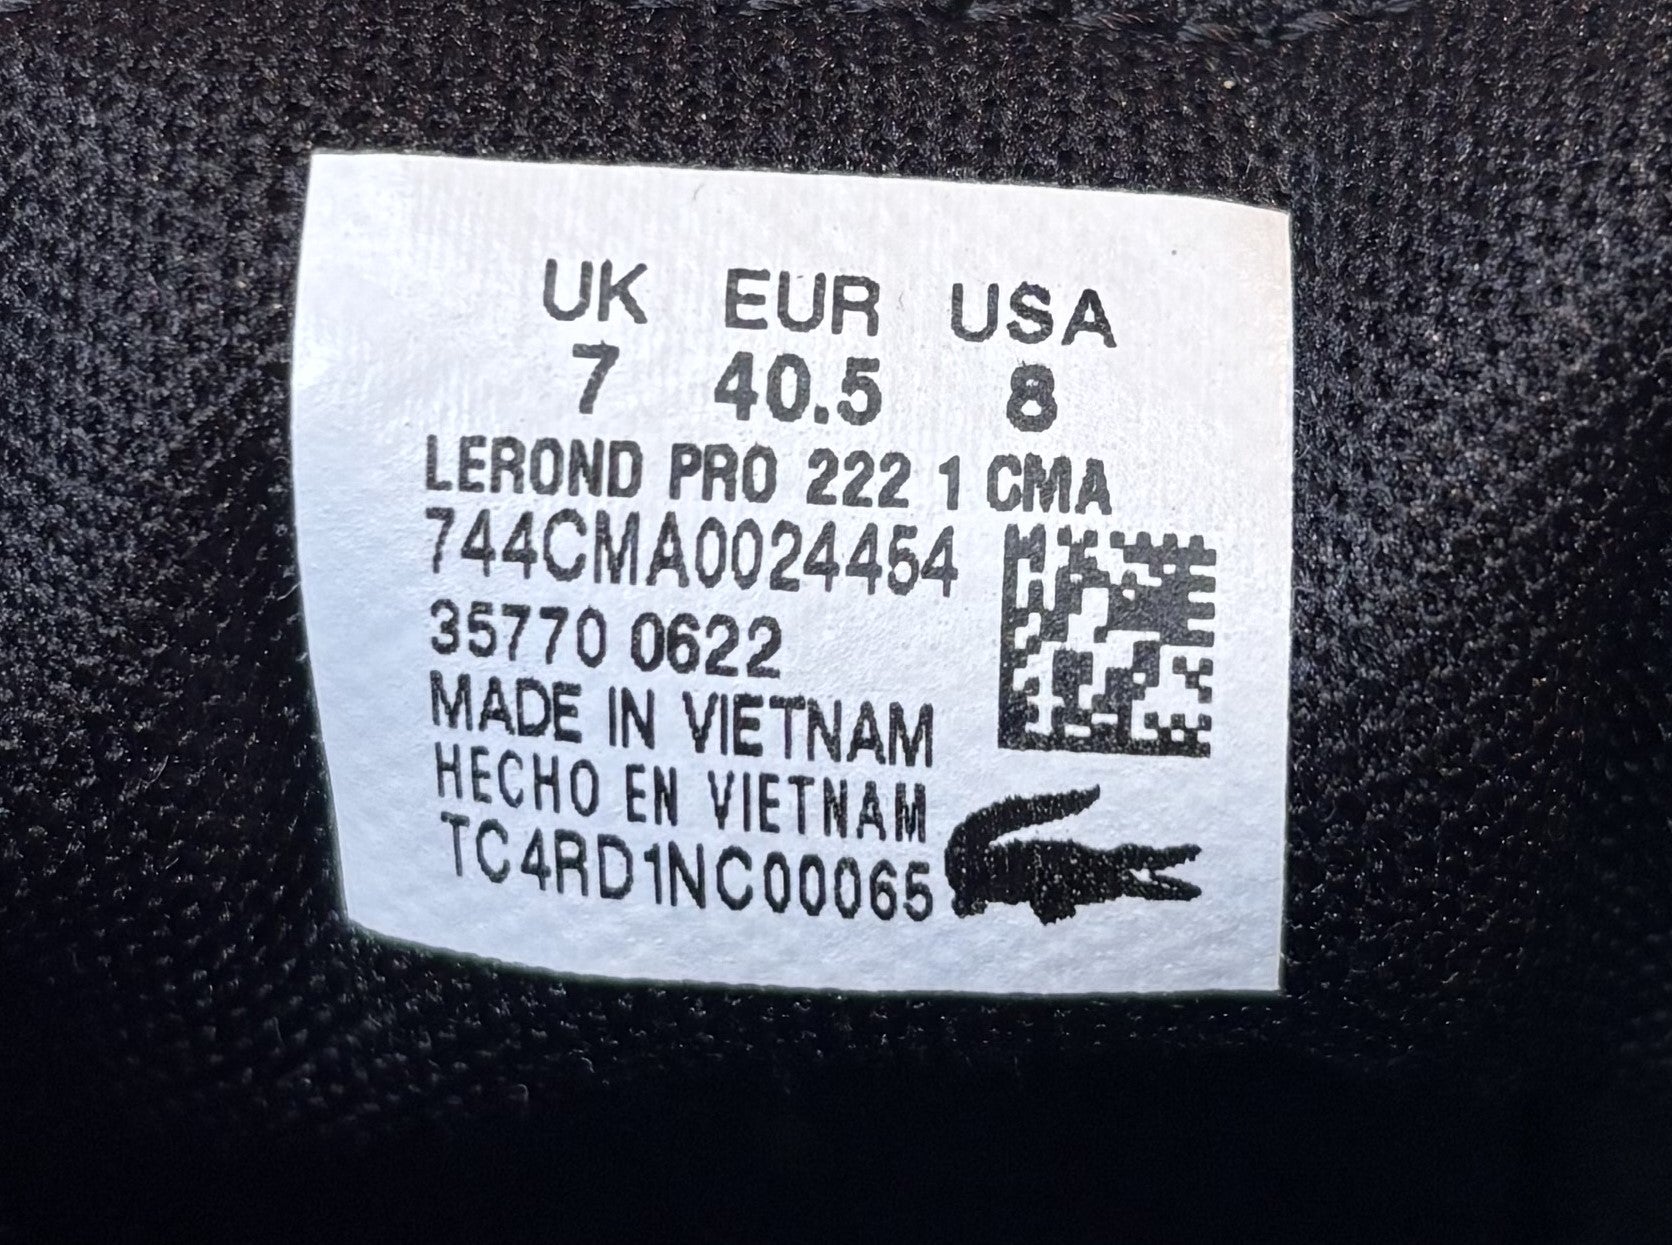 UK EUR USA
7 40.5 8
LEROND PRO 222 1 CMA
744CMA0024454
35770 0622
MADE IN VIETNAM
HECHO EN VIETNAM
TC4RD1NC00065